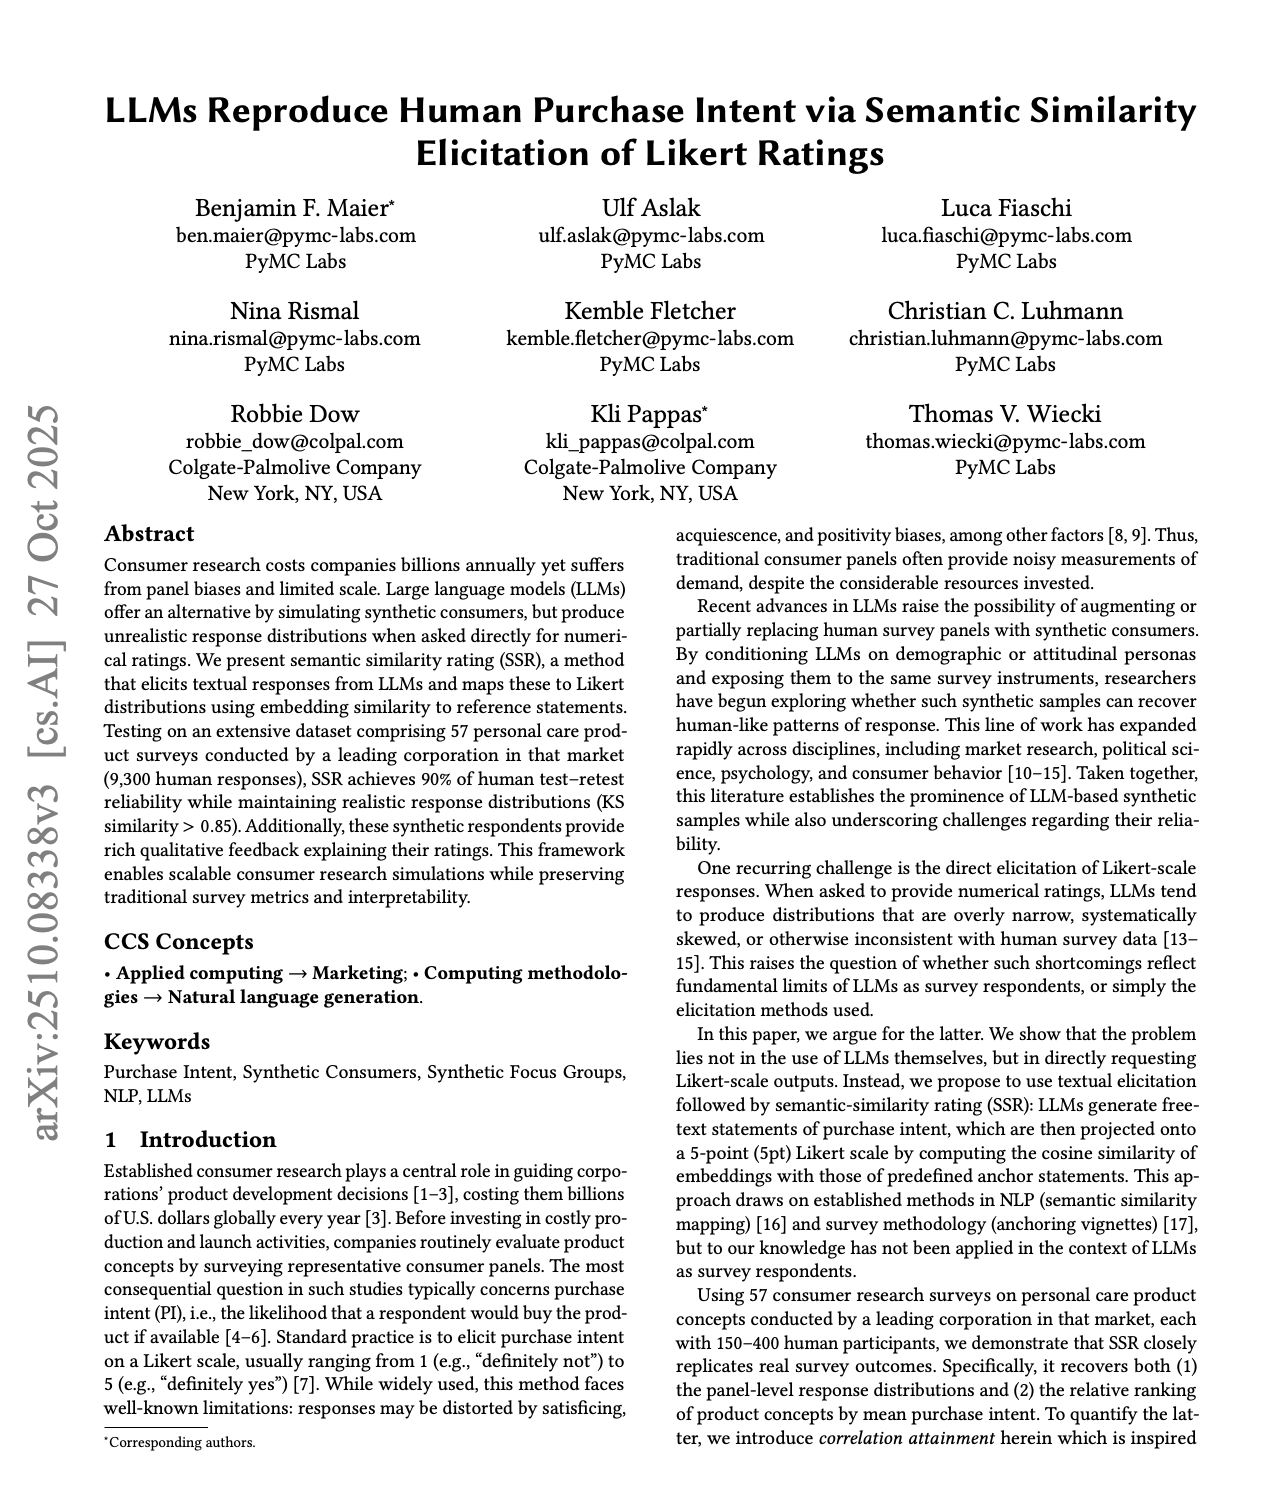 LLMs Reproduce Human Purchase Intent via Semantic Similarity
Elicitation of Likert Ratings
Benjamin F. Maier*
ben.maier@pymc-labs.com
PyMC Labs
Ulf Aslak
ulf.aslak@pymc-labs.com
PyMC Labs
Luca Fiaschi
luca.fiaschi@pymc-labs.com
PyMC Labs
Nina Rismal
nina.rismal@pymc-labs.com
PyMC Labs
Kemble Fletcher
kemble.fletcher@pymc-labs.com
PyMC Labs
Christian C. Luhmann
christian.luhmann@pymc-labs.com
PyMC Labs
Robbie Dow
robbie_dow@colpal.com
Colgate-Palmolive Company
New York, NY, USA
Kli Pappas*
kli_pappas@colpal.com
Colgate-Palmolive Company
New York, NY, USA
Thomas V. Wiecki
thomas.wiecki@pymc-labs.com
PyMC Labs
arXiv:2510.08338v3 [cs.AI] 27 Oct 2025
Abstract
Consumer research costs companies billions annually yet suffers
from panel biases and limited scale. Large language models (LLMs)
offer an alternative by simulating synthetic consumers, but produce
unrealistic response distributions when asked directly for numeri-
cal ratings. We present semantic similarity rating (SSR), a method
that elicits textual responses from LLMs and maps these to Likert
distributions using embedding similarity to reference statements.
Testing on an extensive dataset comprising 57 personal care prod-
uct surveys conducted by a leading corporation in that market
(9,300 human responses), SSR achieves 90% of human test–retest
reliability while maintaining realistic response distributions (KS
similarity > 0.85). Additionally, these synthetic respondents provide
rich qualitative feedback explaining their ratings. This framework
enables scalable consumer research simulations while preserving
traditional survey metrics and interpretability.
CCS Concepts
• Applied computing → Marketing; • Computing methodolo-
gies → Natural language generation.
Keywords
Purchase Intent, Synthetic Consumers, Synthetic Focus Groups,
NLP, LLMs
1 Introduction
Established consumer research plays a central role in guiding corpo-
rations’ product development decisions [1–3], costing them billions
of U.S. dollars globally every year [3]. Before investing in costly pro-
duction and launch activities, companies routinely evaluate product
concepts by surveying representative consumer panels. The most
consequential question in such studies typically concerns purchase
intent (PI), i.e., the likelihood that a respondent would buy the prod-
uct if available [4–6]. Standard practice is to elicit purchase intent
on a Likert scale, usually ranging from 1 (e.g., “definitely not”) to
5 (e.g., “definitely yes”) [7]. While widely used, this method faces
well-known limitations: responses may be distorted by satisficing,
*Corresponding authors.
acquiescence, and positivity biases, among other factors [8, 9]. Thus,
traditional consumer panels often provide noisy measurements of
demand, despite the considerable resources invested.
Recent advances in LLMs raise the possibility of augmenting or
partially replacing human survey panels with synthetic consumers.
By conditioning LLMs on demographic or attitudinal personas
and exposing them to the same survey instruments, researchers
have begun exploring whether such synthetic samples can recover
human-like patterns of response. This line of work has expanded
rapidly across disciplines, including market research, political sci-
ence, psychology, and consumer behavior [10–15]. Taken together,
this literature establishes the prominence of LLM-based synthetic
samples while also underscoring challenges regarding their relia-
bility.
One recurring challenge is the direct elicitation of Likert-scale
responses. When asked to provide numerical ratings, LLMs tend
to produce distributions that are overly narrow, systematically
skewed, or otherwise inconsistent with human survey data [13–
15]. This raises the question of whether such shortcomings reflect
fundamental limits of LLMs as survey respondents, or simply the
elicitation methods used.
In this paper, we argue for the latter. We show that the problem
lies not in the use of LLMs themselves, but in directly requesting
Likert-scale outputs. Instead, we propose to use textual elicitation
followed by semantic-similarity rating (SSR): LLMs generate free-
text statements of purchase intent, which are then projected onto
a 5-point (5pt) Likert scale by computing the cosine similarity of
embeddings with those of predefined anchor statements. This ap-
proach draws on established methods in NLP (semantic similarity
mapping) [16] and survey methodology (anchoring vignettes) [17],
but to our knowledge has not been applied in the context of LLMs
as survey respondents.
Using 57 consumer research surveys on personal care product
concepts conducted by a leading corporation in that market, each
with 150–400 human participants, we demonstrate that SSR closely
replicates real survey outcomes. Specifically, it recovers both (1)
the panel-level response distributions and (2) the relative ranking
of product concepts by mean purchase intent. To quantify the lat-
ter, we introduce correlation attainment herein which is inspired